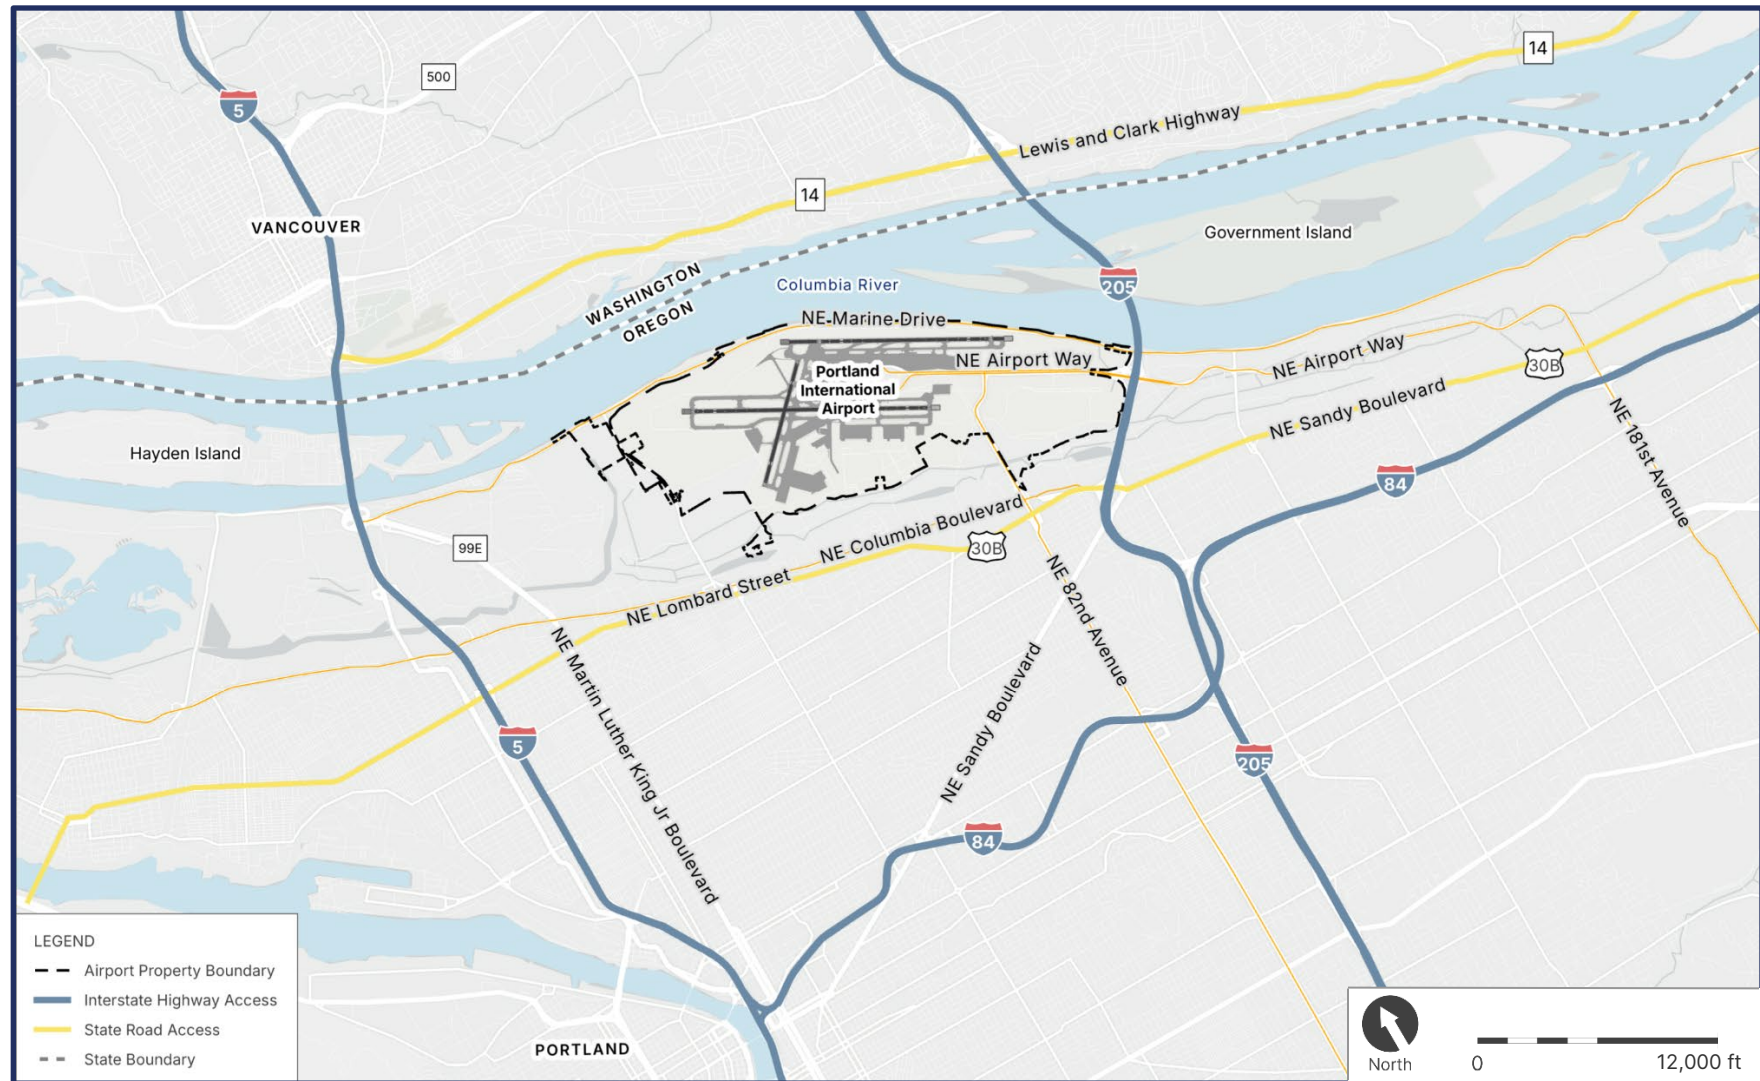 14
500
5
Lewis and Clark Highway
14
VANCOUVER
Government Island
WASHINGTON
OREGON
Columbia River
205
NE Marine Drive
NE Airport Way
NE Airport Way
30B
Portland
International
Airport
NE Sandy Boulevard
Hayden Island
NE 181st Avenue
84
NE Columbia Boulevard
99E
30B
NE Lombard Street
NE 82nd Avenue
NE Martin Luther King Jr Boulevard
NE Sandy Boulevard
5
205
84
LEGEND
Airport Property Boundary
Interstate Highway Access
State Road Access
State Boundary
PORTLAND
North
0
12,000 ft